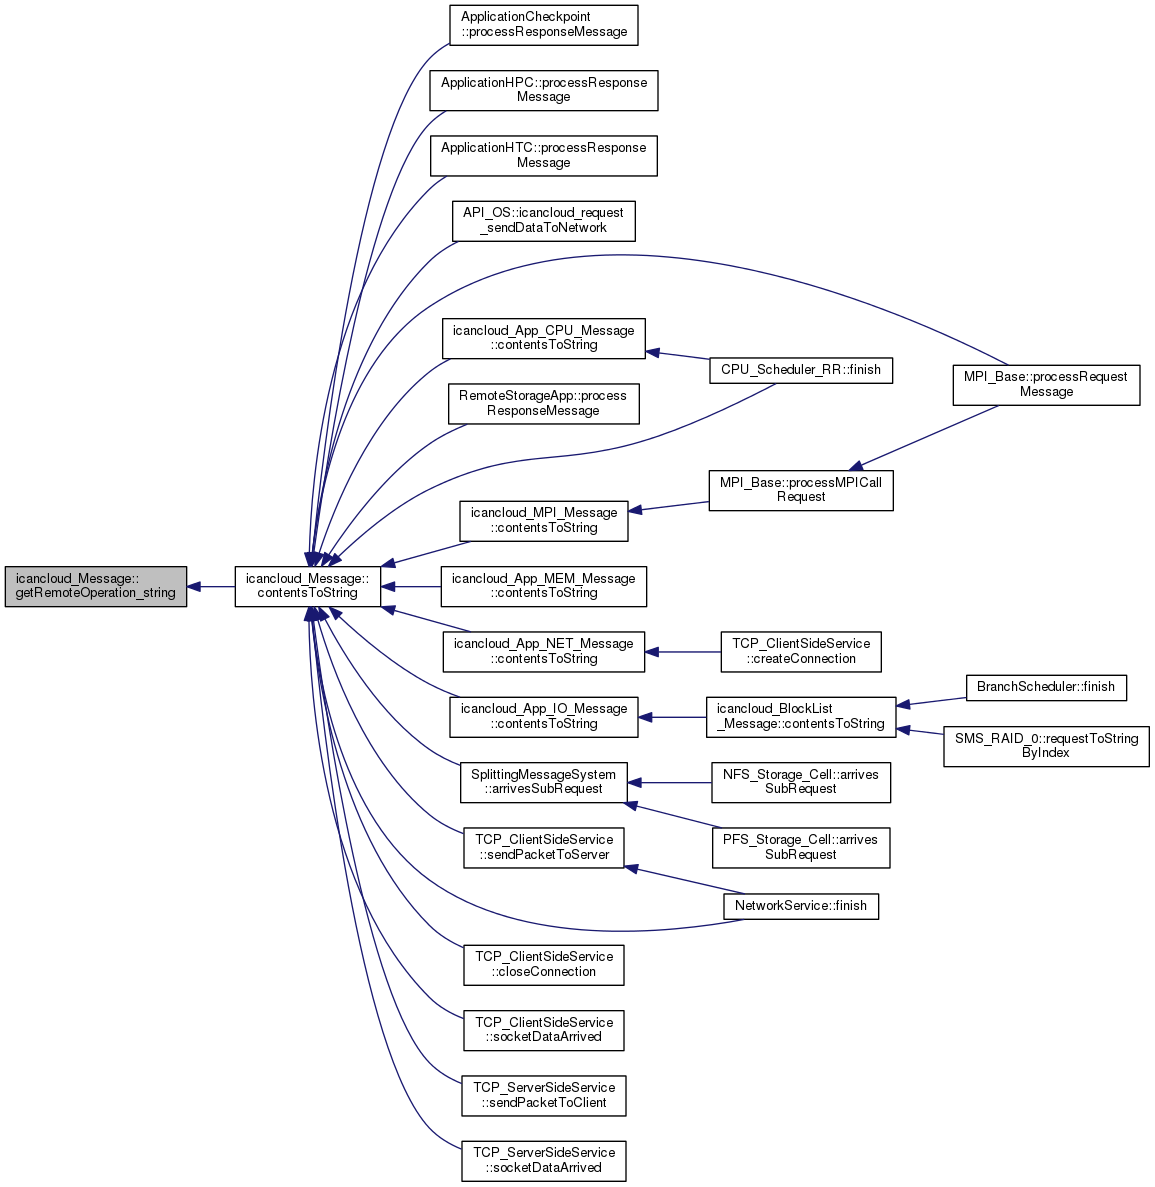 ApplicationCheckpoint
::processResponseMessage
ApplicationHPC::processResponse
Message
ApplicationHTC::processResponse
Message
API_OS::icancloud_request
_sendDataToNetwork
icancloud_App_CPU_Message
::contentsToString
CPU_Scheduler_RR::finish
MPI_Base::processRequest
Message
RemoteStorageApp::process
ResponseMessage
MPI_Base::processMPICall
Request
icancloud_MPI_Message
::contentsToString
icancloud_Message::
getRemoteOperation_string
icancloud_Message::
contentsToString
icancloud_App_MEM_Message
::contentsToString
icancloud_App_NET_Message
::contentsToString
TCP_ClientSideService
::createConnection
icancloud_App_IO_Message
::contentsToString
icancloud_BlockList
_Message::contentsToString
BranchScheduler::finish
SMS_RAID_0::requestToString
ByIndex
SplittingMessageSystem
::arrivesSubRequest
NFS_Storage_Cell::arrives
SubRequest
PFS_Storage_Cell::arrives
SubRequest
TCP_ClientSideService
::sendPacketToServer
NetworkService::finish
TCP_ClientSideService
::closeConnection
TCP_ClientSideService
::socketDataArrived
TCP_ServerSideService
::sendPacketToClient
TCP_ServerSideService
::socketDataArrived